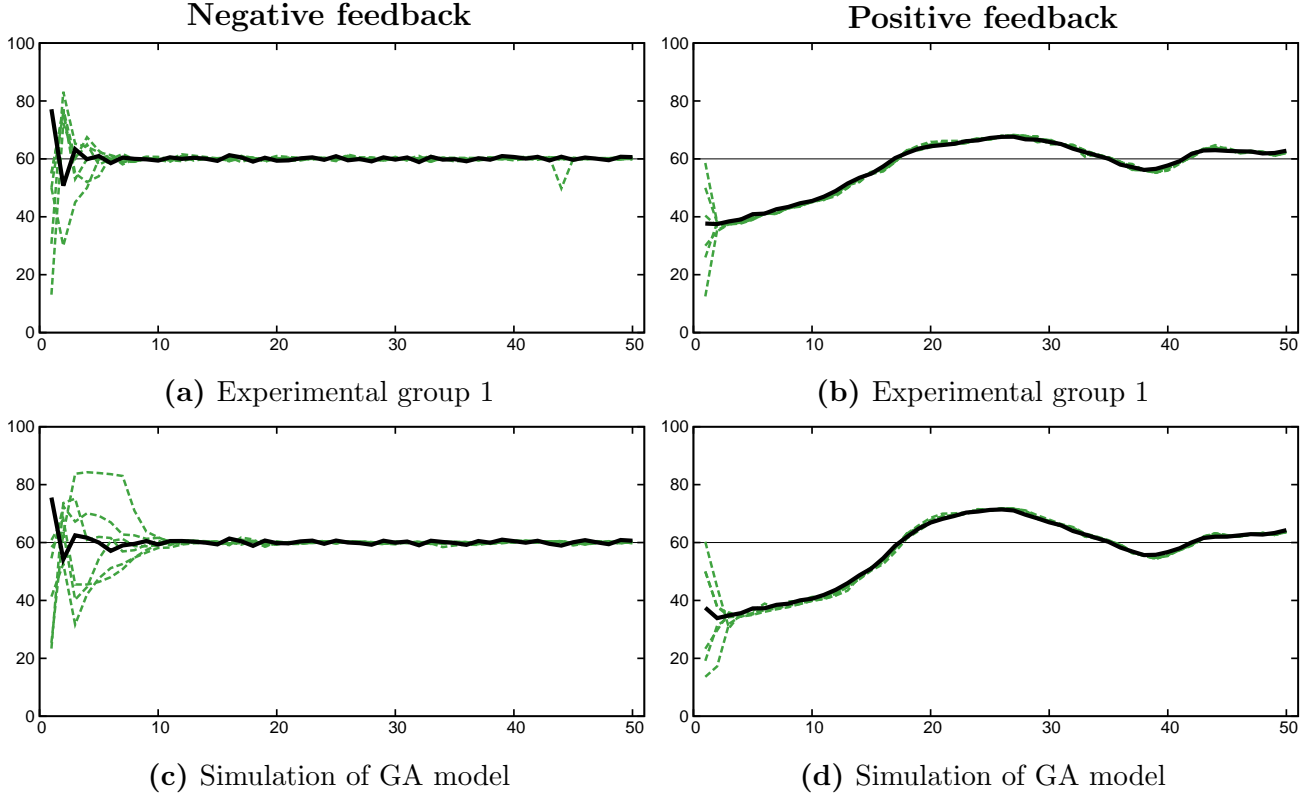 Negative feedback
Positive feedback
100
80
60
40
20
0
0 10 20 30 40 50
100
80
60
40
20
0
0 10 20 30 40 50
(a) Experimental group 1
(b) Experimental group 1
100
80
60
40
20
0
0 10 20 30 40 50
100
80
60
40
20
0
0 10 20 30 40 50
(c) Simulation of GA model
(d) Simulation of GA model